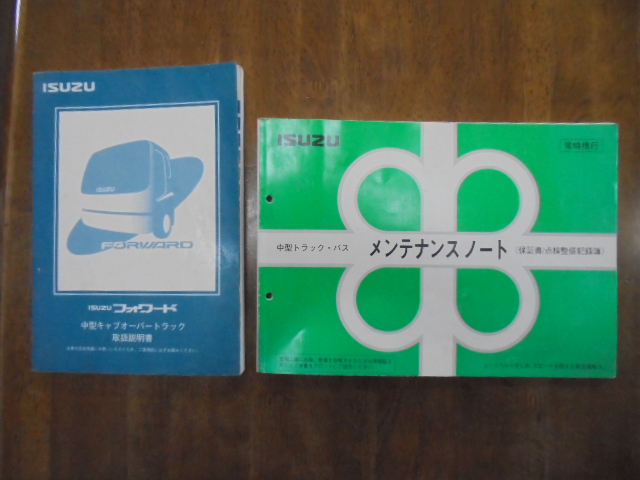 ISUZU
ISUZU
FORWARD
ISUZU フォワード
中型キャブオーバートラック
取扱説明書
ISUZU
車輌携行
中型トラック・バス
メンテナンスノート
(保証書/点検整備記録簿)